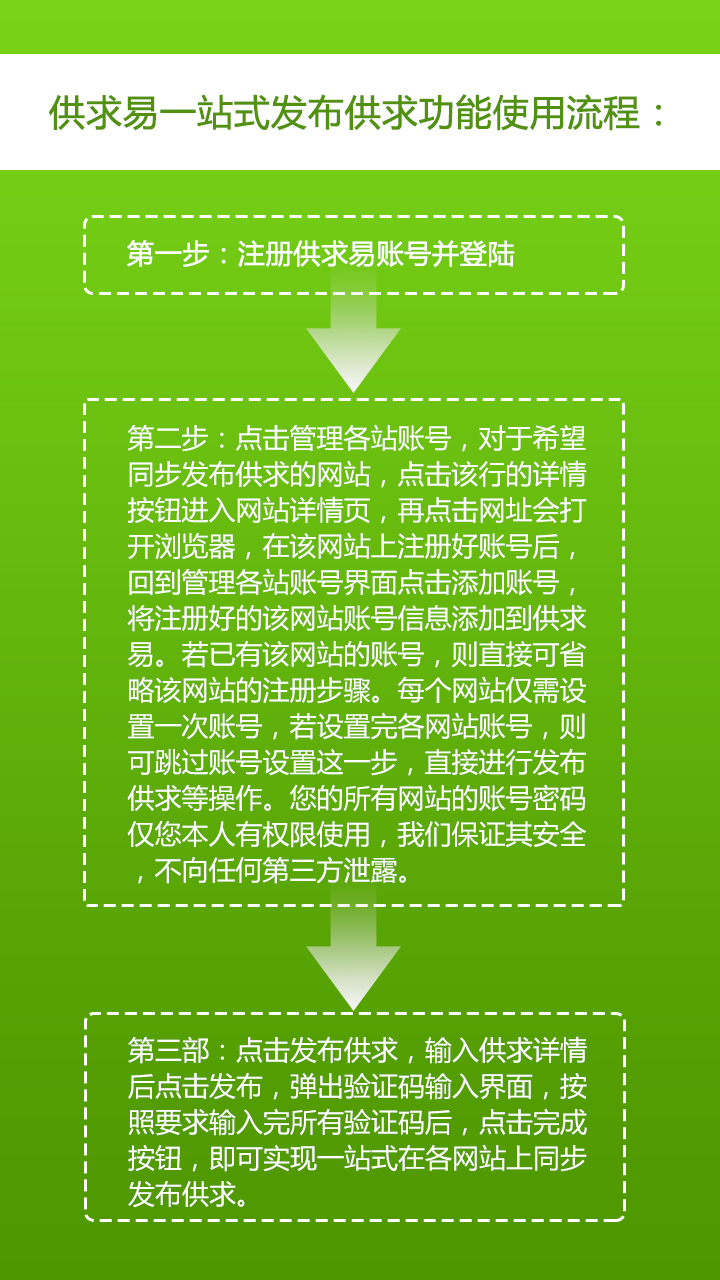 供求易一站式发布供求功能使用流程：
第一步：注册供求易账号并登陆
第二步：点击管理各站账号，对于希望
同步发布供求的网站，点击该行的详情
按钮进入网站详情页，再点击网址会打
开浏览器，在该网站上注册好账号后，
回到管理各站账号界面点击添加账号，
将注册好的该网站账号信息添加到供求
易。若已有该网站的账号，则直接可省
略该网站的注册步骤。每个网站仅需设
置一次账号，若设置完各网站账号，则
可跳过账号设置这一步，直接进行发布
供求等操作。您的所有网站的账号密码
仅您本人有权限使用，我们保证其安全
，不向任何第三方泄露。
第三部：点击发布供求，输入供求详情
后点击发布，弹出验证码输入界面，按
照要求输入完所有验证码后，点击完成
按钮，即可实现一站式在各网站上同步
发布供求。